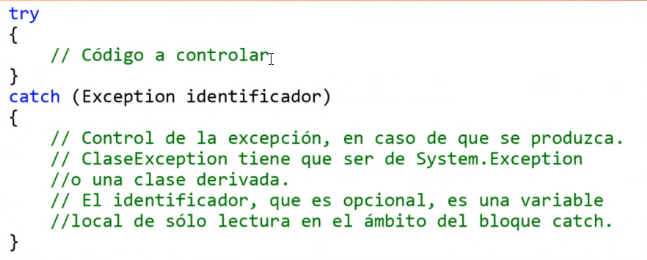 try
{
// Código a controlar
}
catch (Exception identificador)
{
// Control de la excepción, en caso de que se produzca.
// ClaseException tiene que ser de System.Exception
//o una clase derivada.
// El identificador, que es opcional, es una variable
//local de sólo lectura en el ámbito del bloque catch.
}